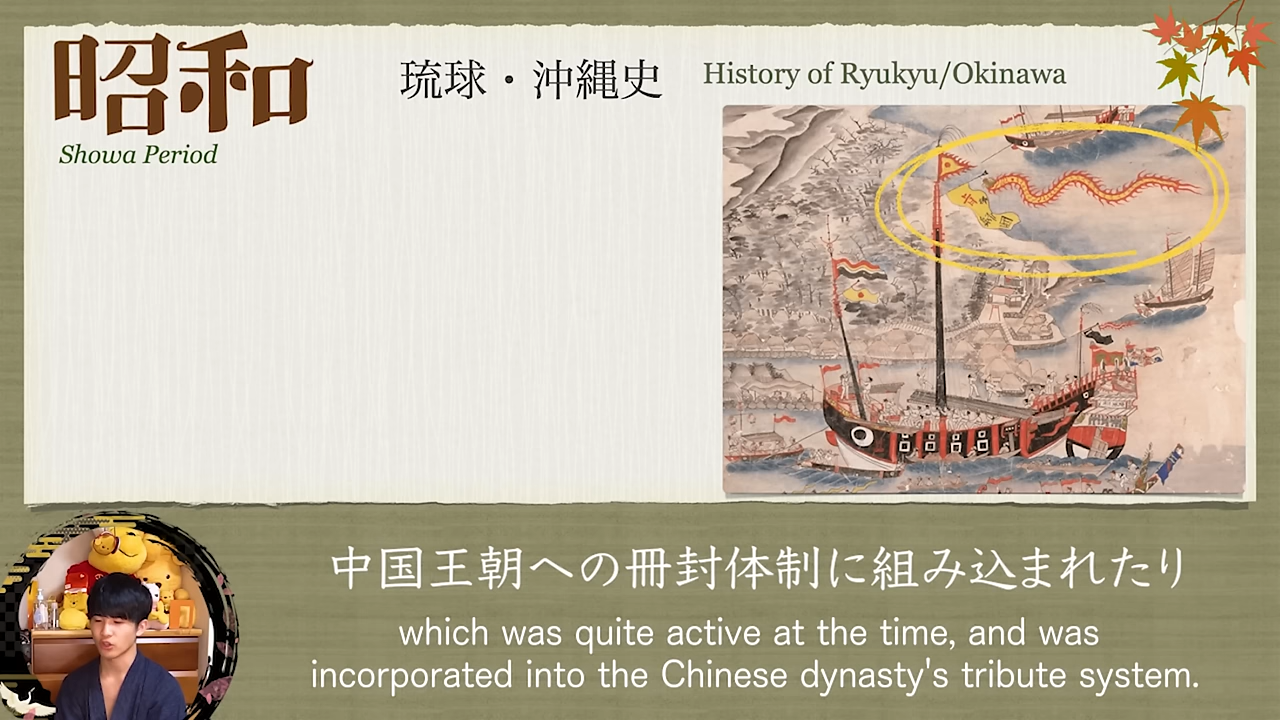 昭和
Showa Period
琉球・沖縄史
History of Ryukyu/Okinawa
中国王朝への冊封体制に組み込まれたり
which was quite active at the time, and was
incorporated into the Chinese dynasty's tribute system.